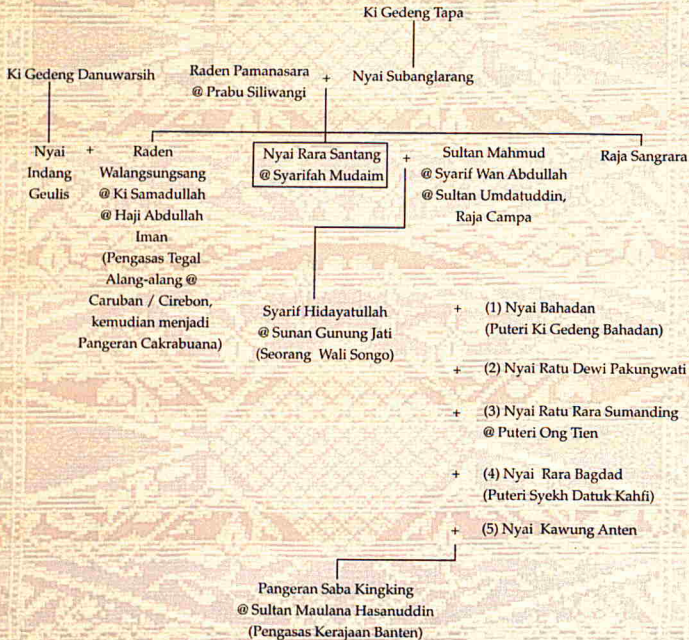 Ki Gedeng Tapa
Ki Gedeng Danuwarsih
Raden Pamanasara
@ Prabu Siliwangi
+
Nyai Subanglarang
Nyai
Indang
Geulis
+
Raden
Walangsungsang
@ Ki Samadullah
@ Haji Abdullah
Iman
(Pengasas Tegal
Alang-alang @
Caruban / Cirebon,
kemudian menjadi
Pangeran Cakrabuana)
Nyai Rara Santang
@ Syarifah Mudaim
+
Sultan Mahmud
@ Syarif Wan Abdullah
@ Sultan Umdatuddin,
Raja Campa
Raja Sangrara
Syarif Hidayatullah
@ Sunan Gunung Jati
(Seorang Wali Songo)
+ (1) Nyai Bahadan
(Puteri Ki Gedeng Bahadan)
+ (2) Nyai Ratu Dewi Pakungwati
+ (3) Nyai Ratu Rara Sumanding
@ Puteri Ong Tien
+ (4) Nyai Rara Bagdad
(Puteri Syekh Datuk Kahfi)
+ (5) Nyai Kawung Anten
Pangeran Saba Kingking
@ Sultan Maulana Hasanuddin
(Pengasas Kerajaan Banten)